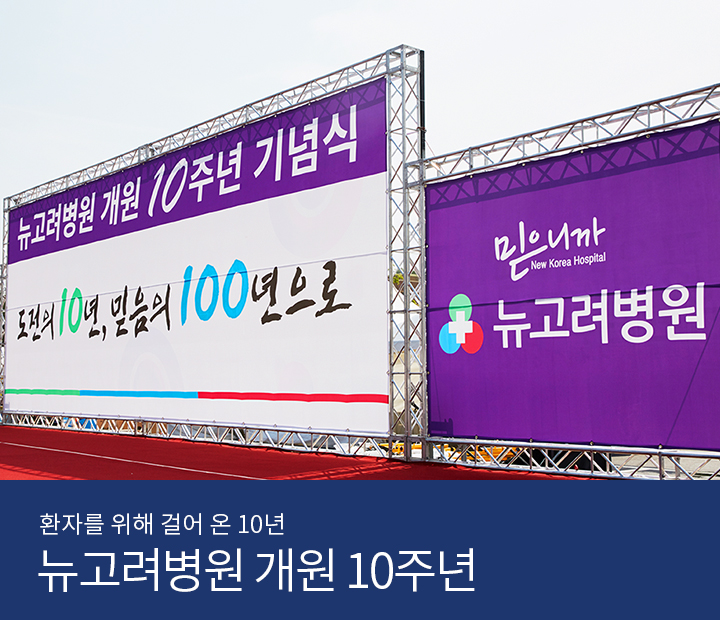 뉴고려병원 개원 10주년 기념식
도전의 10년, 믿음의 100년으로
믿으니까
New Korea Hospital
뉴고려병원
환자를 위해 걸어 온 10년
뉴고려병원 개원 10주년